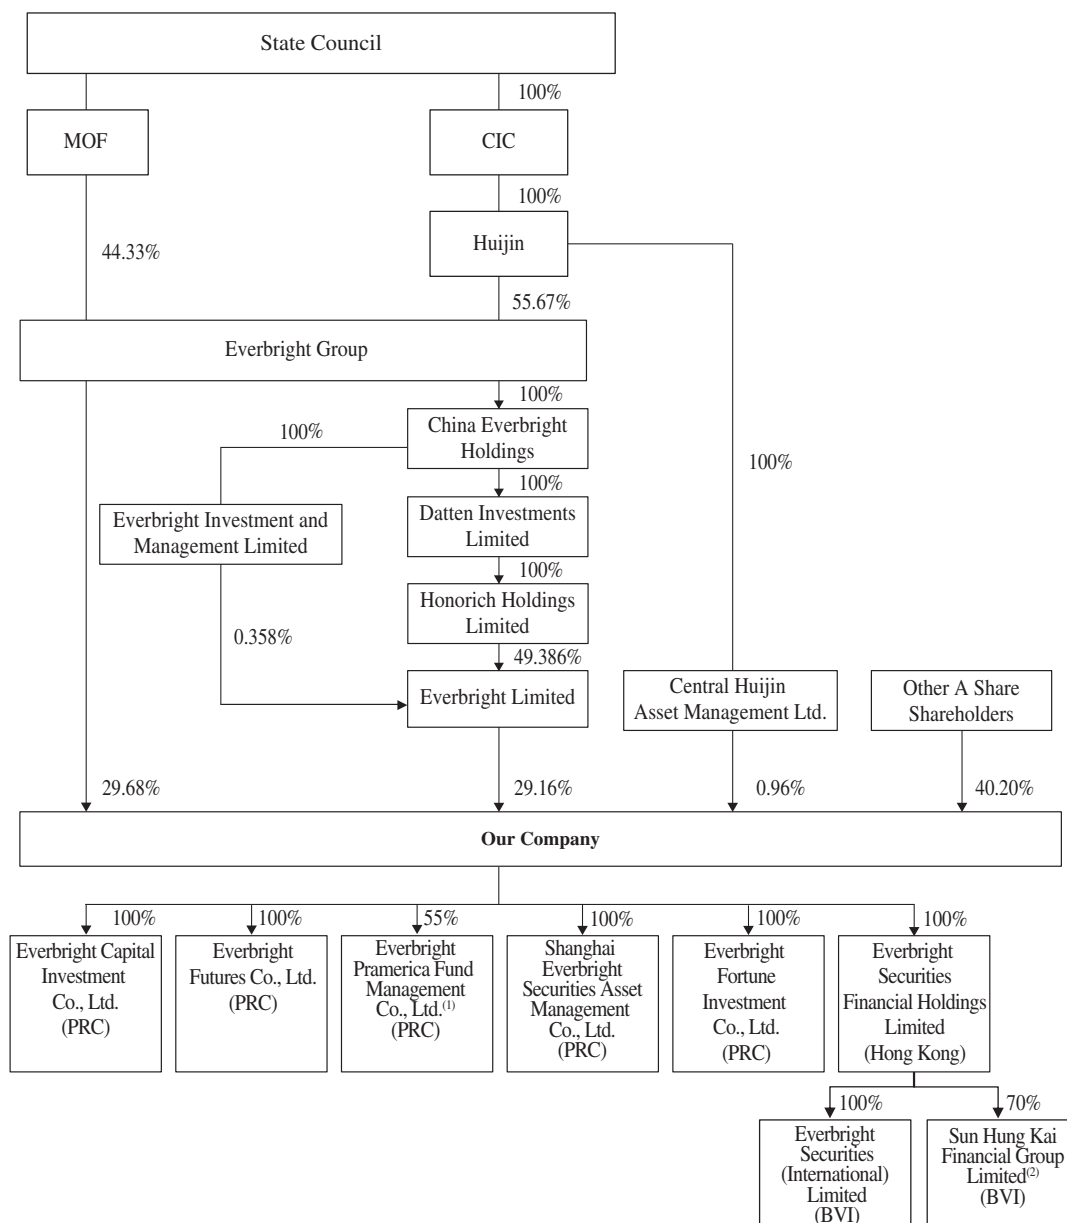 State Council
100%
MOF
CIC
100%
44.33%
Huijin
55.67%
Everbright Group
100%
100%
China Everbright
Holdings
100%
100%
Everbright Investment and
Management Limited
Datten Investments
Limited
100%
Honorich Holdings
Limited
0.358%
49.386%
Everbright Limited
Central Huijin
Asset Management Ltd.
Other A Share
Shareholders
29.68%
29.16%
0.96%
40.20%
Our Company
100%
100%
55%
100%
100%
100%
Everbright Capital
Investment
Co., Ltd.
(PRC)
Everbright
Futures Co., Ltd.
(PRC)
Everbright
Pramerica Fund
Management
Co., Ltd.(1)
(PRC)
Shanghai
Everbright
Securities Asset
Management
Co., Ltd.
(PRC)
Everbright
Fortune
Investment
Co., Ltd.
(PRC)
Everbright
Securities
Financial Holdings
Limited
(Hong Kong)
100%
70%
Everbright
Securities
(International)
Limited
(BVI)
Sun Hung Kai
Financial Group
Limited(2)
(BVI)